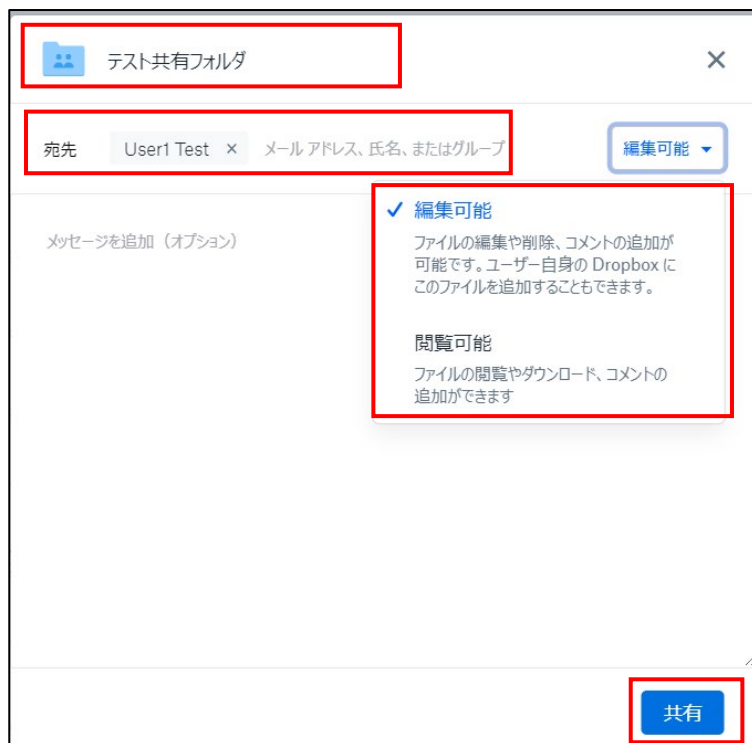 テスト共有フォルダ
宛先 User1 Test × メール アドレス、氏名、またはグループ 編集可能
編集可能
ファイルの編集や削除、コメントの追加が
可能です。ユーザー自身の Dropbox に
このファイルを追加することもできます。
メッセージを追加（オプション）
閲覧可能
ファイルの閲覧やダウンロード、コメントの
追加ができます
共有